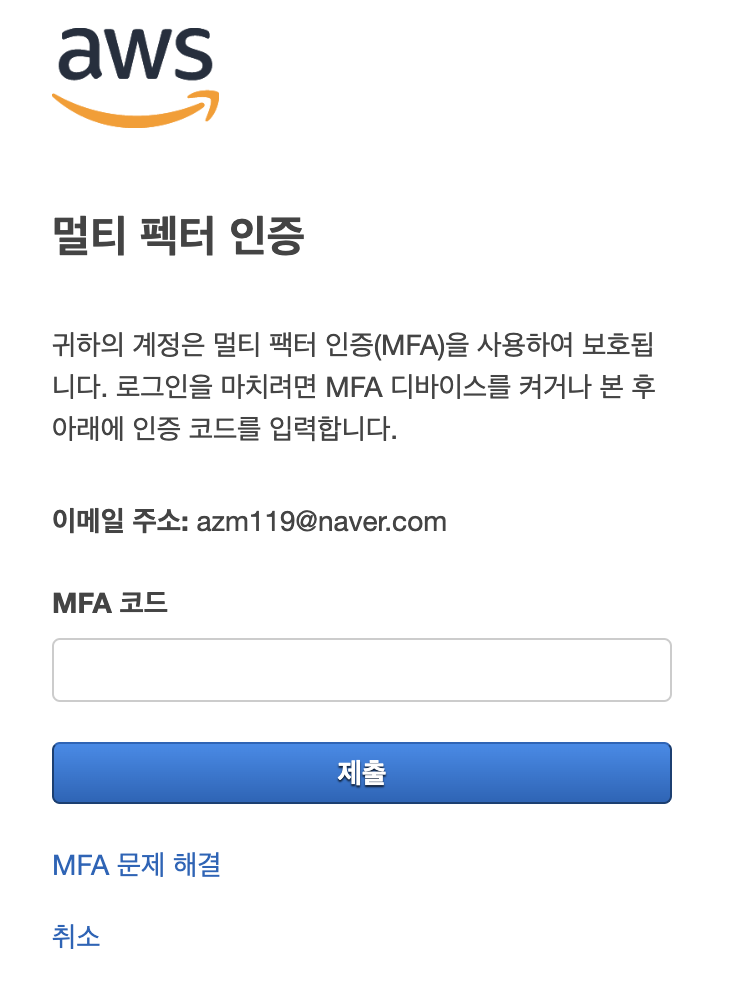 aws
멀티 펙터 인증
귀하의 계정은 멀티 팩터 인증(MFA)을 사용하여 보호됩
니다. 로그인을 마치려면 MFA 디바이스를 켜거나 본 후
아래에 인증 코드를 입력합니다.
이메일 주소: azm119@naver.com
MFA 코드
제출
MFA 문제 해결
취소